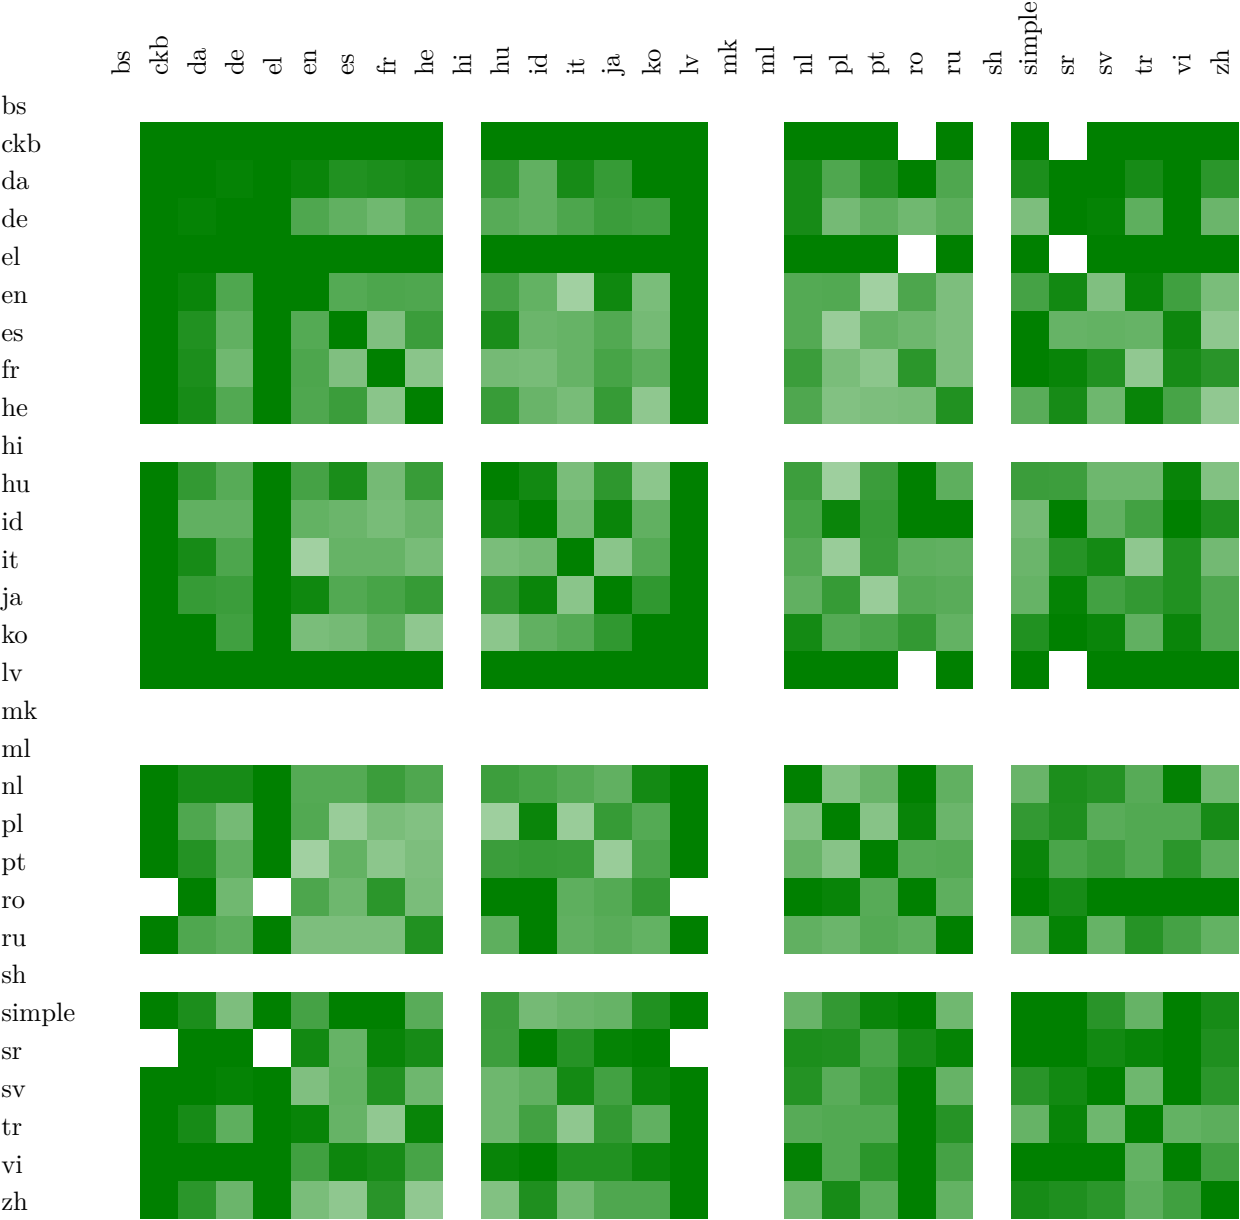 bs ckb da de el en es fr he hi hu id it ja ko lv mk ml nl pl pt ro ru sh simple sr sv tr vi zh
bs
ckb
da
de
el
en
es
fr
he
hi
hu
id
it
ja
ko
lv
mk
ml
nl
pl
pt
ro
ru
sh
simple
sr
sv
tr
vi
zh